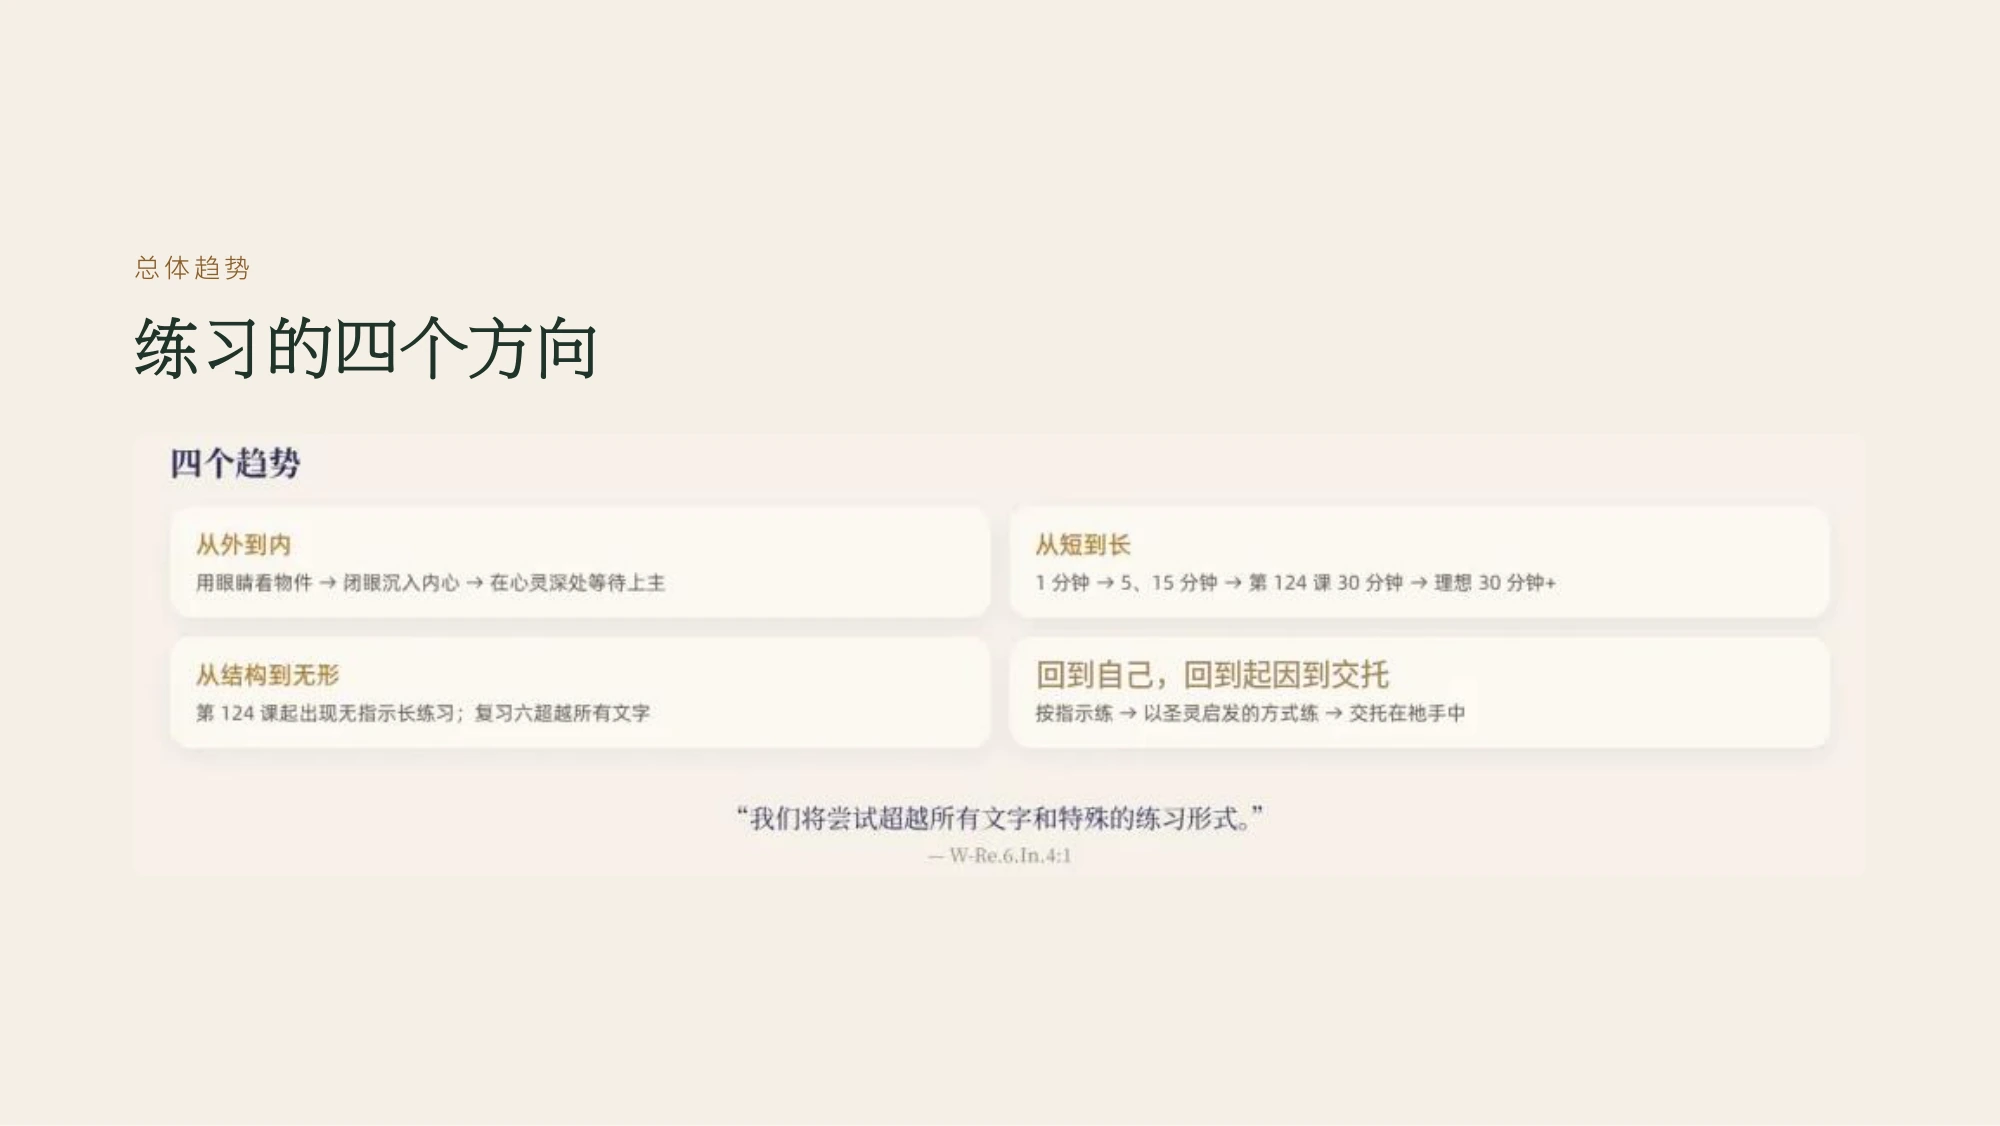 总体趋势
练习的四个方向
四个趋势
从外到内
用眼睛看物件 → 闭眼沉入内心 → 在心灵深处等待上主
从短到长
1 分钟 → 5、15 分钟 → 第 124 课 30 分钟 → 理想 30 分钟+
从结构到无形
第 124 课起出现无指示长练习；复习六超越所有文字
回到自己，回到起因到交托
按指示练 → 以圣灵启发的方式练 → 交托在祂手中
“我们将尝试超越所有文字和特殊的练习形式。”
— W-Re.6.In.4:1